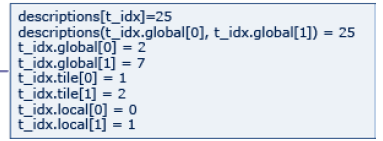 descriptions[t_idx]=25
descriptions(t_idx.global[0], t_idx.global[1]) = 25
t_idx.global[0] = 2
t_idx.global[1] = 7
t_idx.tile[0] = 1
t_idx.tile[1] = 2
t_idx.local[0] = 0
t_idx.local[1] = 1